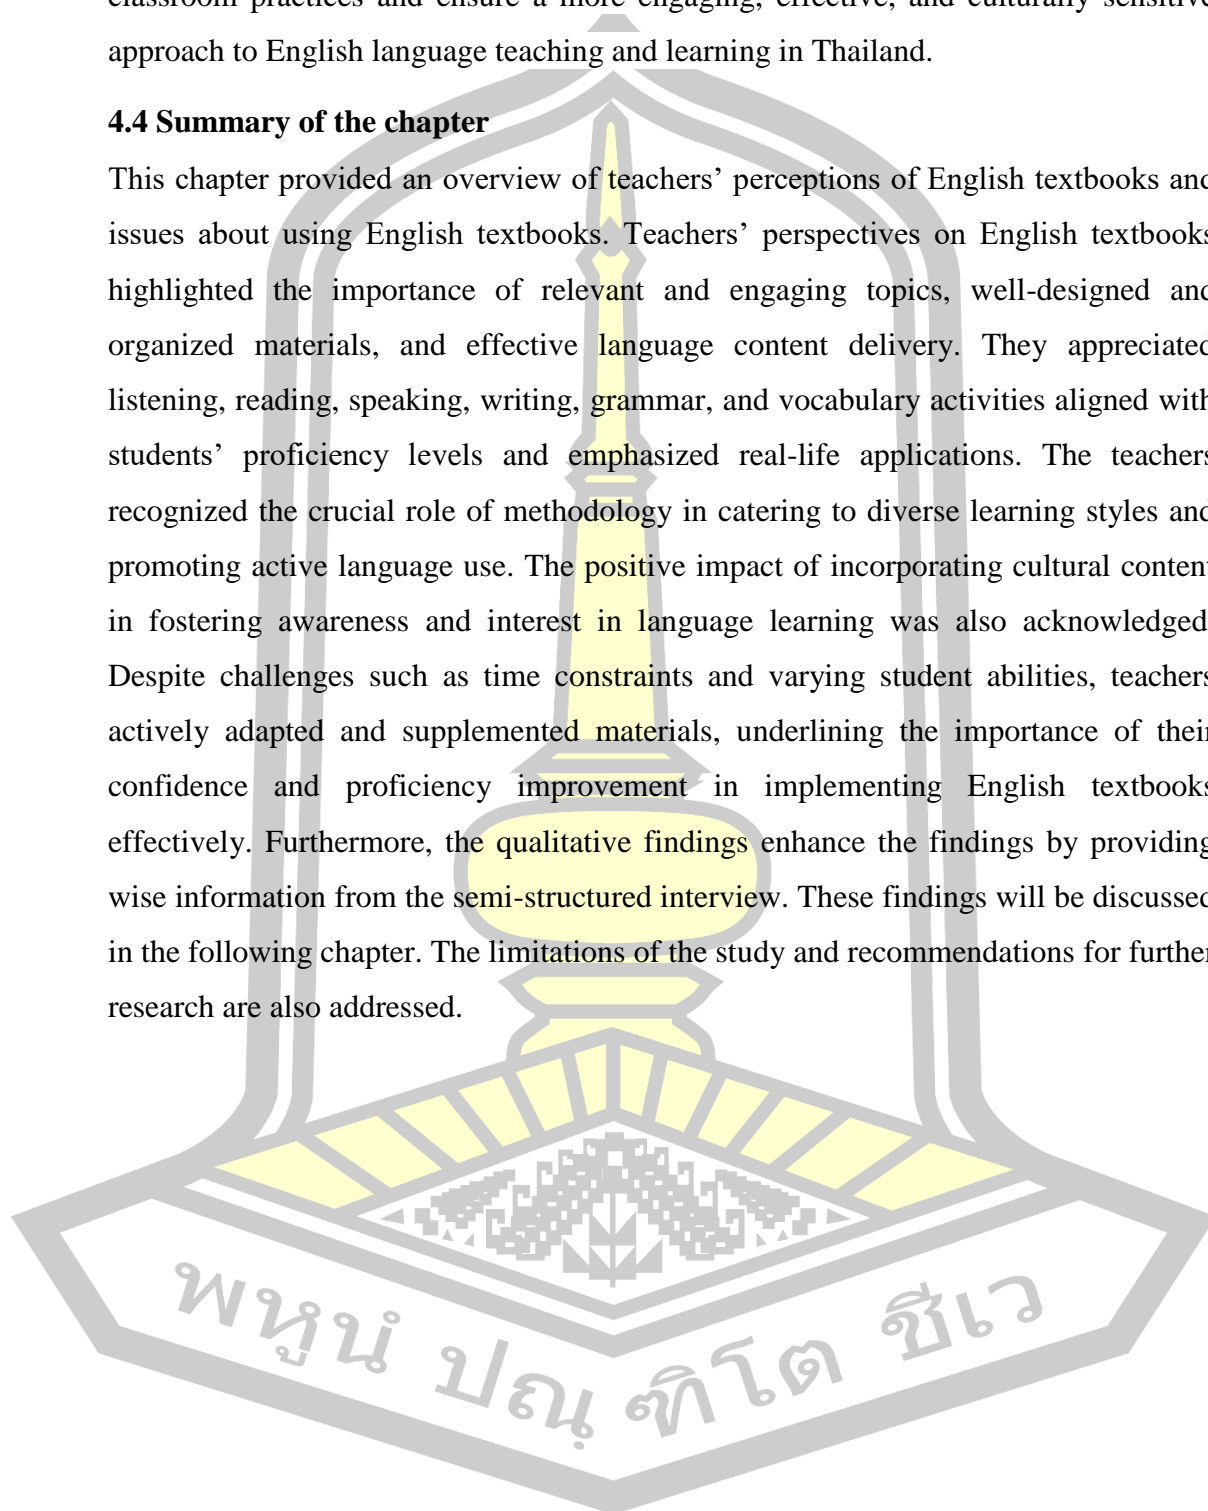 classroom practices and ensure a more engaging, effective, and culturally sensitive
approach to English language teaching and learning in Thailand.
4.4 Summary of the chapter
This chapter provided an overview of teachers’ perceptions of English textbooks and
issues about using English textbooks. Teachers’ perspectives on English textbooks
highlighted the importance of relevant and engaging topics, well-designed and
organized materials, and effective language content delivery. They appreciated
listening, reading, speaking, writing, grammar, and vocabulary activities aligned with
students’ proficiency levels and emphasized real-life applications. The teachers
recognized the crucial role of methodology in catering to diverse learning styles and
promoting active language use. The positive impact of incorporating cultural content
in fostering awareness and interest in language learning was also acknowledged.
Despite challenges such as time constraints and varying student abilities, teachers
actively adapted and supplemented materials, underlining the importance of their
confidence and proficiency improvement in implementing English textbooks
effectively. Furthermore, the qualitative findings enhance the findings by providing
wise information from the semi-structured interview. These findings will be discussed
in the following chapter. The limitations of the study and recommendations for further
research are also addressed.
พหูนํ ปณฺฑิโต ชีเว